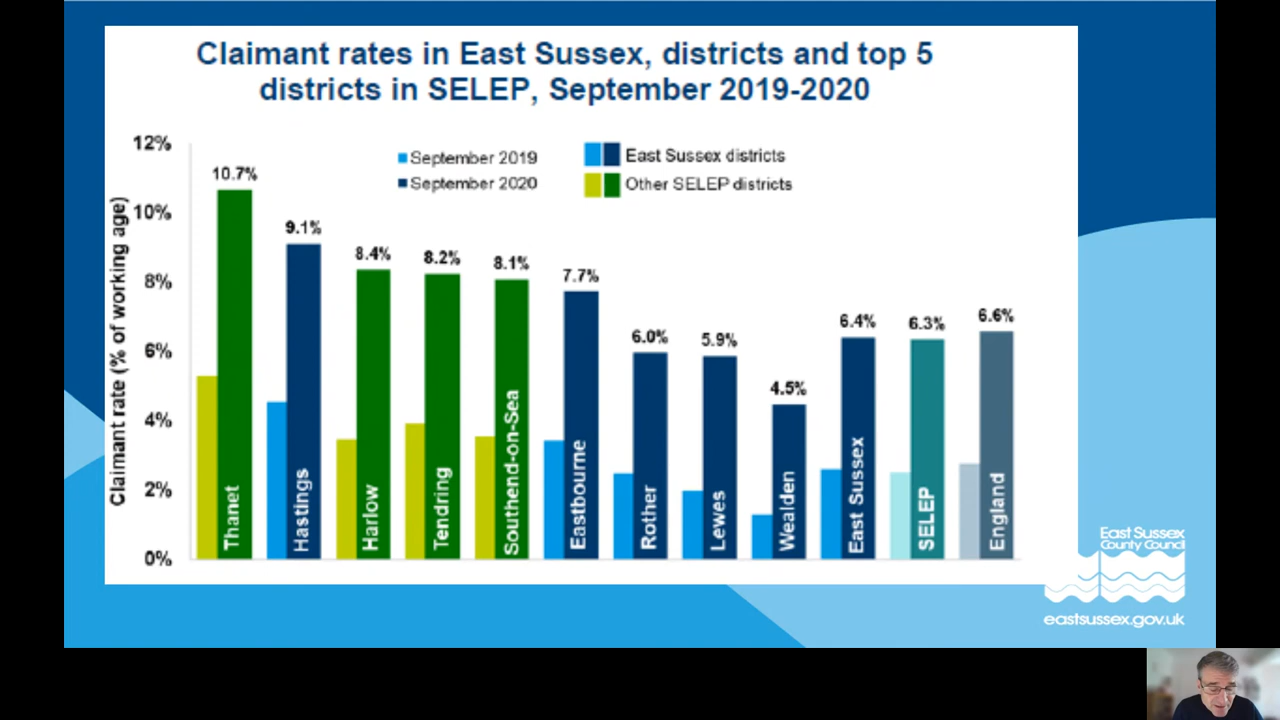 Claimant rates in East Sussex, districts and top 5
districts in SELEP, September 2019-2020
Claimant rate (% of working age)
12%
10%
8%
6%
4%
2%
0%
September 2019
September 2020
East Sussex districts
Other SELEP districts
10.7%
9.1%
8.4%
8.2%
8.1%
7.7%
6.0%
5.9%
4.5%
6.4%
6.3%
6.6%
Thanet
Hastings
Harlow
Tendring
Southend-on-Sea
Eastbourne
Rother
Lewes
Wealden
East Sussex
SELEP
England
East Sussex
County Council
eastsussex.gov.uk